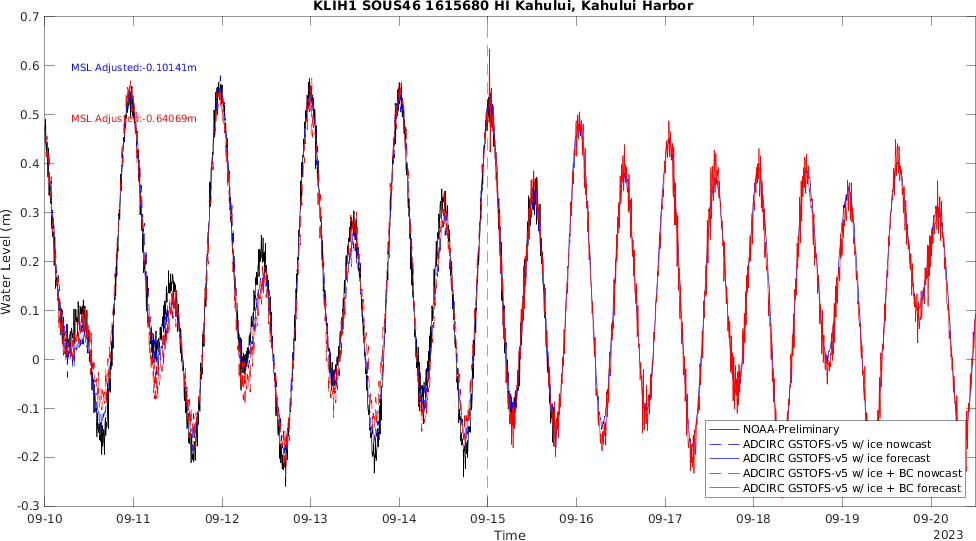 KLIH1 SOUS46 1615680 HI Kahului, Kahului Harbor
0.7
0.6
0.5
0.4
0.3
0.2
0.1
0
-0.1
-0.2
-0.3
Water Level (m)
MSL Adjusted:-0.10141m
MSL Adjusted:-0.64069m
NOAA-Preliminary
ADCIRC GSTOFS-v5 w/ ice nowcast
ADCIRC GSTOFS-v5 w/ ice forecast
ADCIRC GSTOFS-v5 w/ ice + BC nowcast
ADCIRC GSTOFS-v5 w/ ice + BC forecast
09-10 09-11 09-12 09-13 09-14 09-15 09-16 09-17 09-18 09-19 09-20
Time
2023